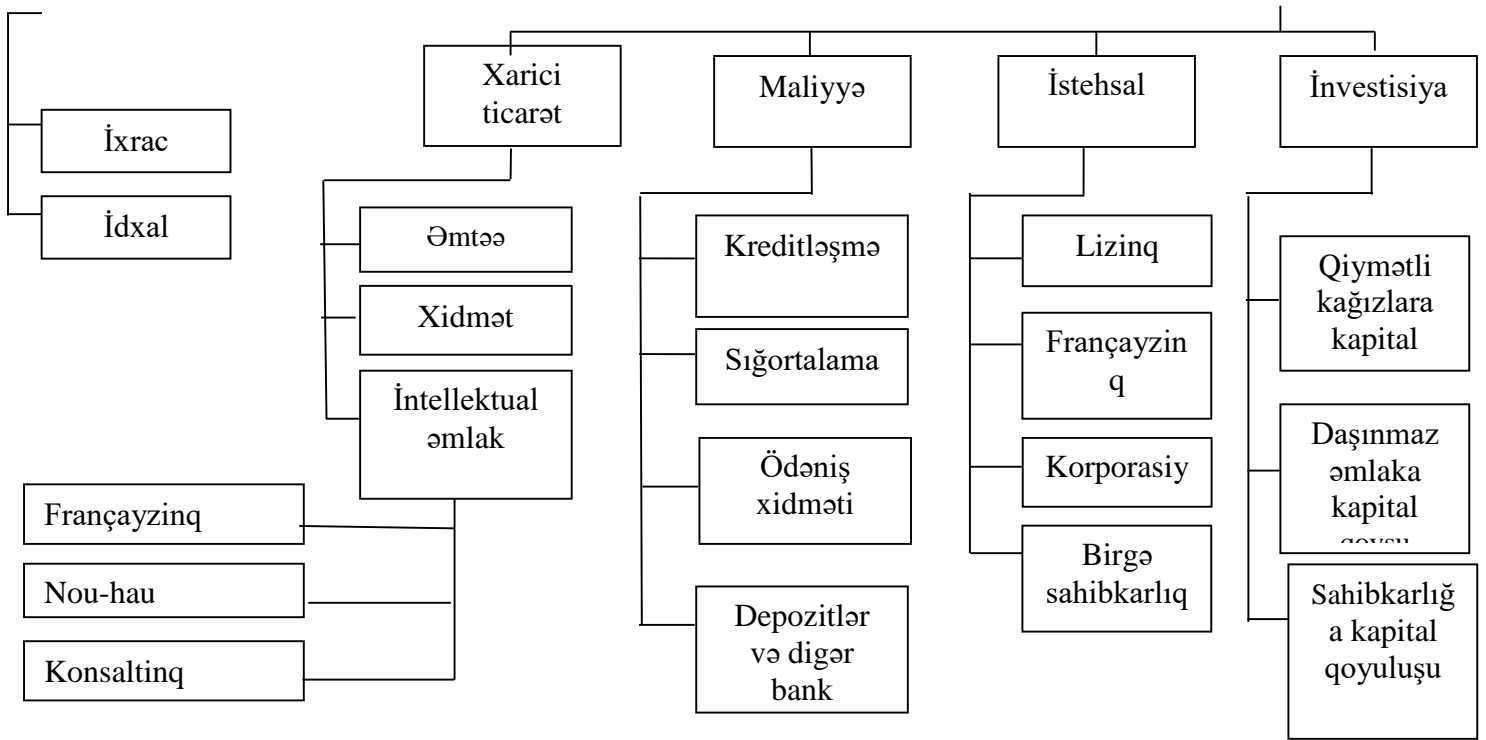 Xarici
ticarət
Maliyyə
İstehsal
İnvestisiya
İxrac
İdxal
Əmtəə
Xidmət
İntellektual
əmlak
Françayzinq
Nou-hau
Konsaltinq
Kreditləşmə
Sığortalama
Ödəniş
xidməti
Depozitlər
və digər
bank
Lizinq
Françayzin
q
Korporasiy
Birgə
sahibkarlıq
Qiymətli
kağızlara
kapital
Daşınmaz
əmlaka
kapital
Sahibkarlığ
a kapital
qoyuluşu